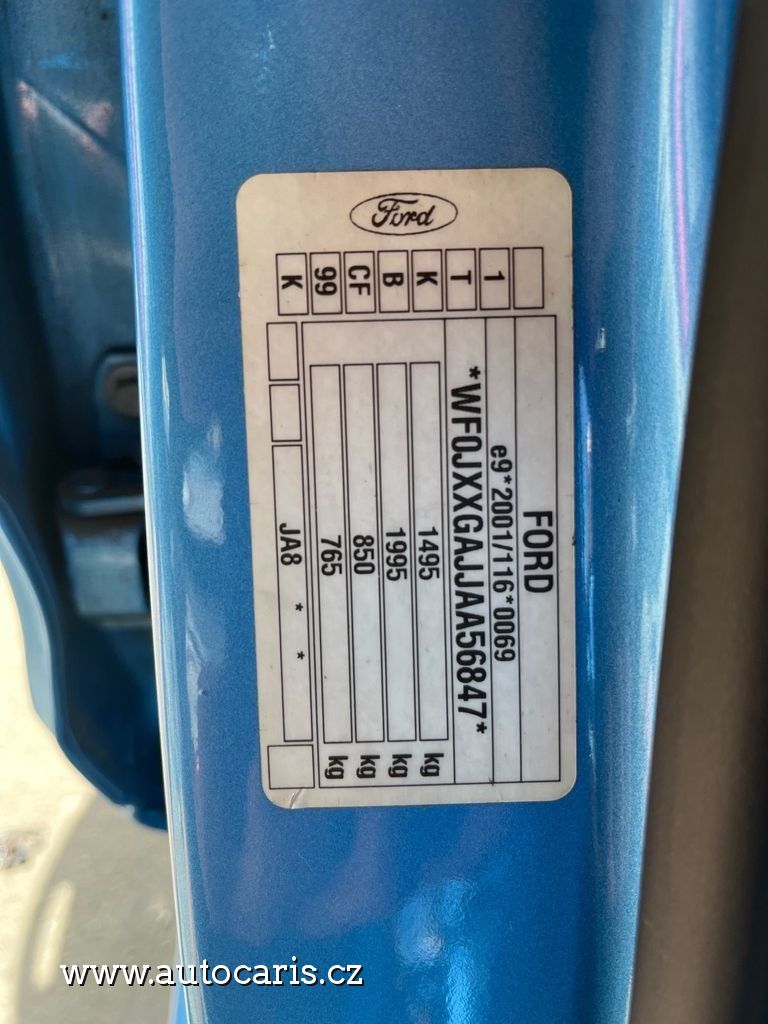 Ford
1
T
K
B
CF
99
K
FORD
e9*2001/116*0069
*WF0JXXGAJJAA56847*
1495 kg
1995 kg
850 kg
765 kg
JA8 * *
www.autocaris.cz